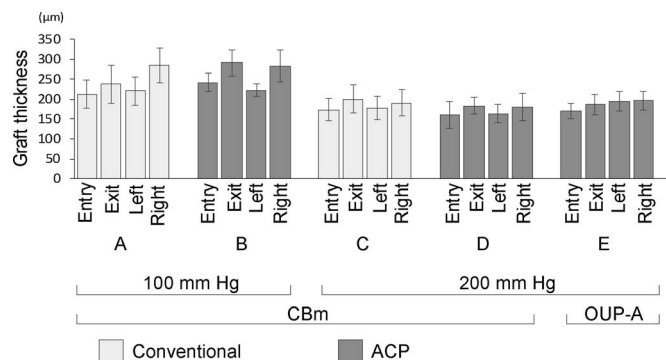 (μm)
Graft thickness
350
300
250
200
150
100
50
0
Entry Exit Left Right Entry Exit Left Right Entry Exit Left Right Entry Exit Left Right Entry Exit Left Right
A B C D E
100 mm Hg 200 mm Hg
CBm OUP-A
Conventional ACP